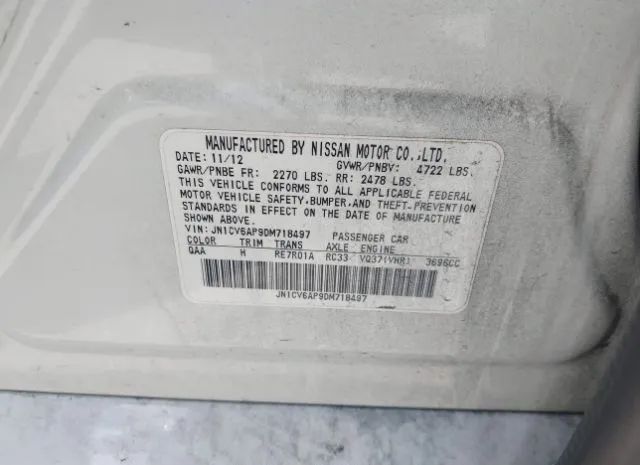 MANUFACTURED BY NISSAN MOTOR CO.,LTD.
DATE: 11/12 GVWR/PNBV: 4722 LBS.
GAWR/PNBE FR: 2270 LBS. RR: 2478 LBS.
THIS VEHICLE CONFORMS TO ALL APPLICABLE FEDERAL
MOTOR VEHICLE SAFETY,BUMPER,AND THEFT-PREVENTION
STANDARDS IN EFFECT ON THE DATE OF MANUFACTURE
SHOWN ABOVE.
VIN: JN1CV6AP9DM718497 PASSENGER CAR
COLOR TRIM TRANS AXLE ENGINE
QAA H RE7R01A RC33 VQ37(VHR) 3696CC
JN1CV6AP9DM718497